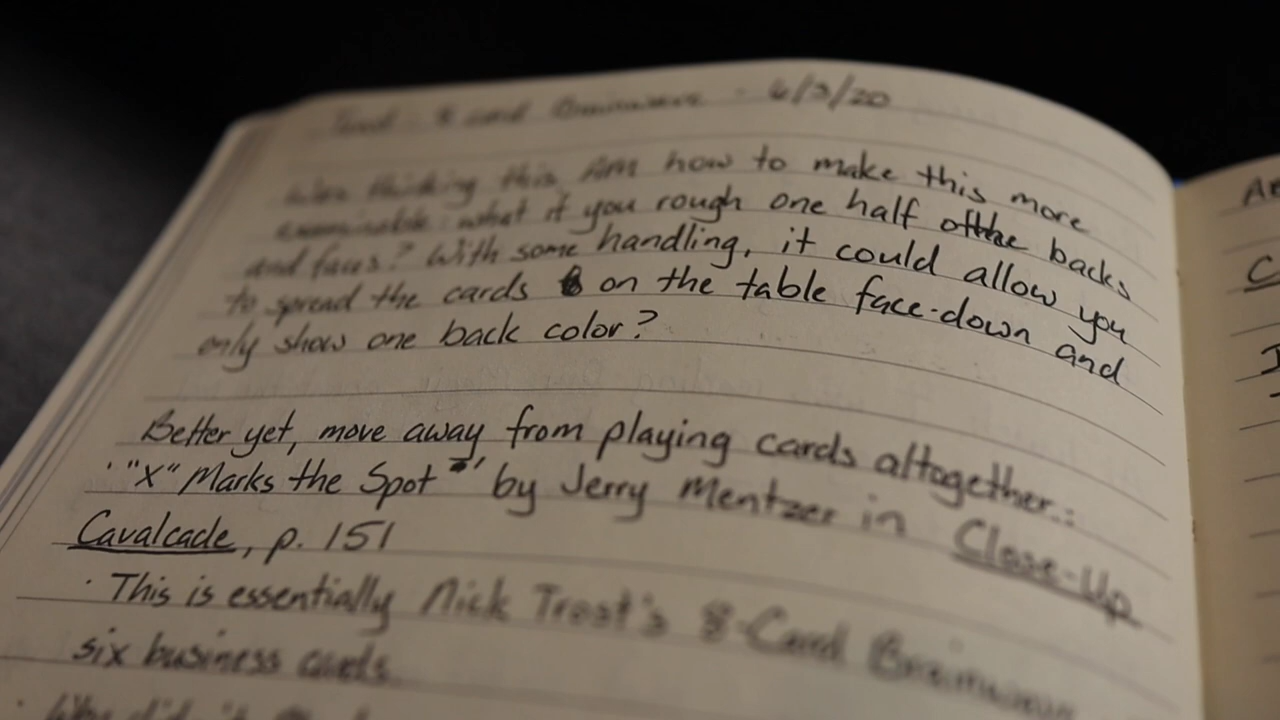 Trost 8 card Brainwave - 6/3/20
Was thinking this AM how to make this more
examinable: what if you rough one half of the backs
and faces? With some handling, it could allow you
to spread the cards on the table face-down and
only show one back color?
Better yet, move away from playing cards altogether:
· "X" Marks the Spot" by Jerry Mentzer in Close-Up
Cavalcade, p. 151
· This is essentially Nick Trost's 8-Card Brainwave
six business cards.
· Why did it
A
C
I